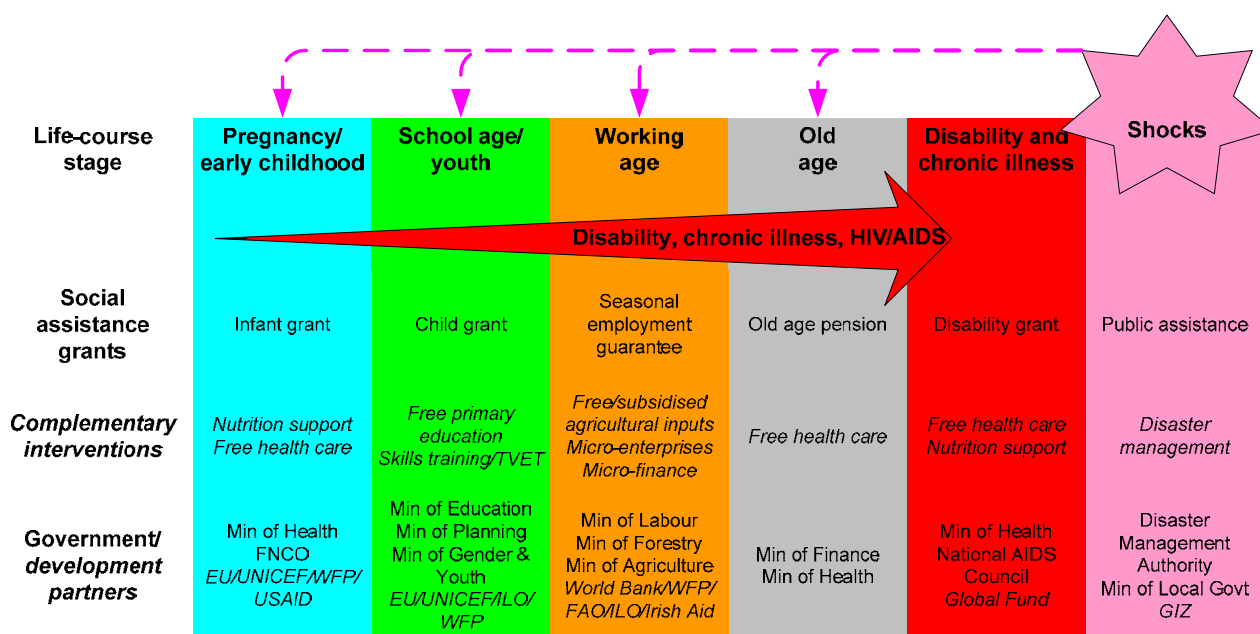 Life-course
stage
Pregnancy/
early childhood
School age/
youth
Working
age
Old
age
Disability and
chronic illness
Shocks
Disability, chronic illness, HIV/AIDS
Social
assistance
grants
Infant grant
Child grant
Seasonal
employment
guarantee
Old age pension
Disability grant
Public assistance
Complementary
interventions
Nutrition support
Free health care
Free primary
education
Skills training/TVET
Free/subsidised
agricultural inputs
Micro-enterprises
Micro-finance
Free health care
Free health care
Nutrition support
Disaster
management
Government/
development
partners
Min of Health
FNCO
EU/UNICEF/WFP/
USAID
Min of Education
Min of Planning
Min of Gender &
Youth
EU/UNICEF/ILO/
WFP
Min of Labour
Min of Forestry
Min of Agriculture
World Bank/WFP/
FAO/ILO/Irish Aid
Min of Finance
Min of Health
Min of Health
National AIDS
Council
Global Fund
Disaster
Management
Authority
Min of Local Govt
GIZ